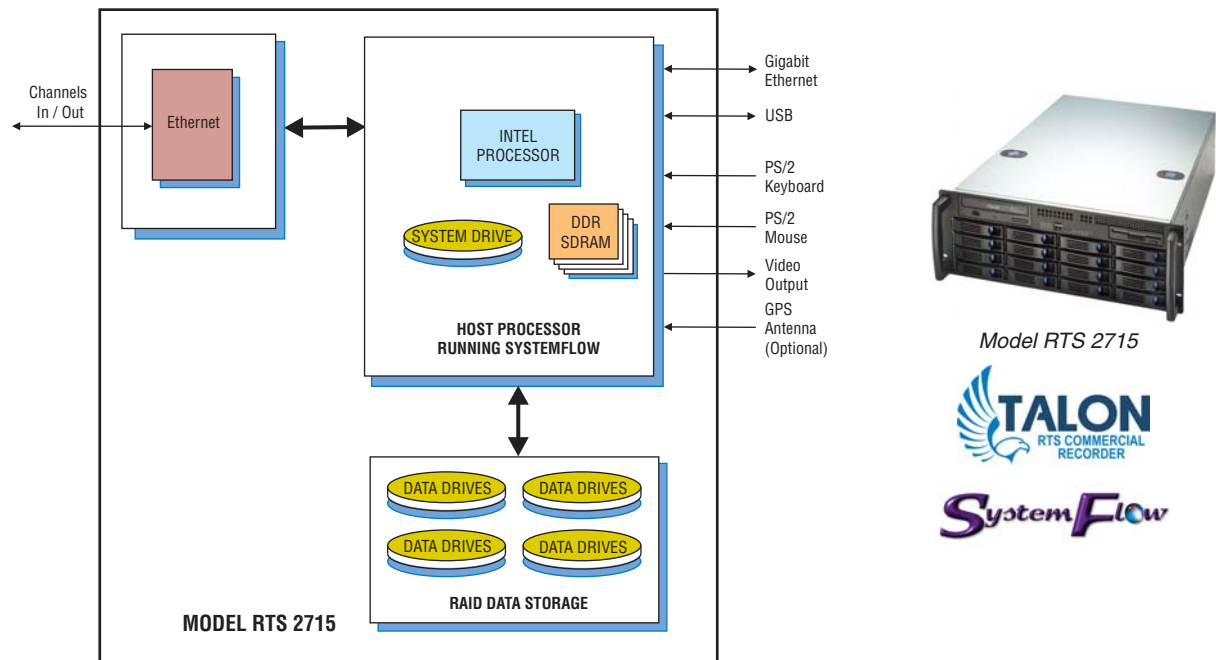 Channels
In / Out
Ethernet
INTEL
PROCESSOR
SYSTEM DRIVE
DDR
SDRAM
HOST PROCESSOR
RUNNING SYSTEMFLOW
Gigabit
Ethernet
USB
PS/2
Keyboard
PS/2
Mouse
Video
Output
GPS
Antenna
(Optional)
DATA DRIVES
DATA DRIVES
DATA DRIVES
DATA DRIVES
RAID DATA STORAGE
MODEL RTS 2715
Model RTS 2715
TALON
RTS COMMERCIAL
RECORDER
SystemFlow